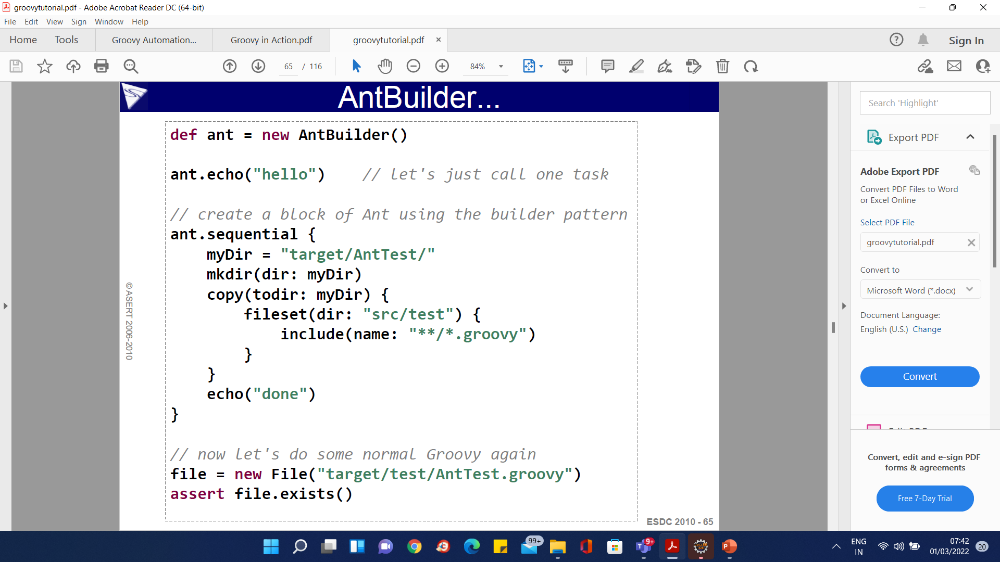 groovytutorial.pdf - Adobe Acrobat Reader DC (64-bit)
File Edit View Sign Window Help
Home Tools Groovy Automation... Groovy in Action.pdf groovytutorial.pdf × Sign In
65 / 116 84%
AntBuilder...
def ant = new AntBuilder()
ant.echo("hello") // let's just call one task
// create a block of Ant using the builder pattern
ant.sequential {
myDir = "target/AntTest/"
mkdir(dir: myDir)
copy(todir: myDir) {
fileset(dir: "src/test") {
include(name: "**/*.groovy")
}
}
echo("done")
}
// now let's do some normal Groovy again
file = new File("target/test/AntTest.groovy")
assert file.exists()
© ASERT 2006-2010
ESDC 2010 - 65
Search 'Highlight'
Export PDF
Adobe Export PDF
Convert PDF Files to Word
or Excel Online
Select PDF File
groovytutorial.pdf
Convert to
Microsoft Word (*.docx)
Document Language:
English (U.S.) Change
Convert
Convert, edit and e-sign PDF
forms & agreements
Free 7-Day Trial
99+
9+
ENG
IN
07:42
01/03/2022
20